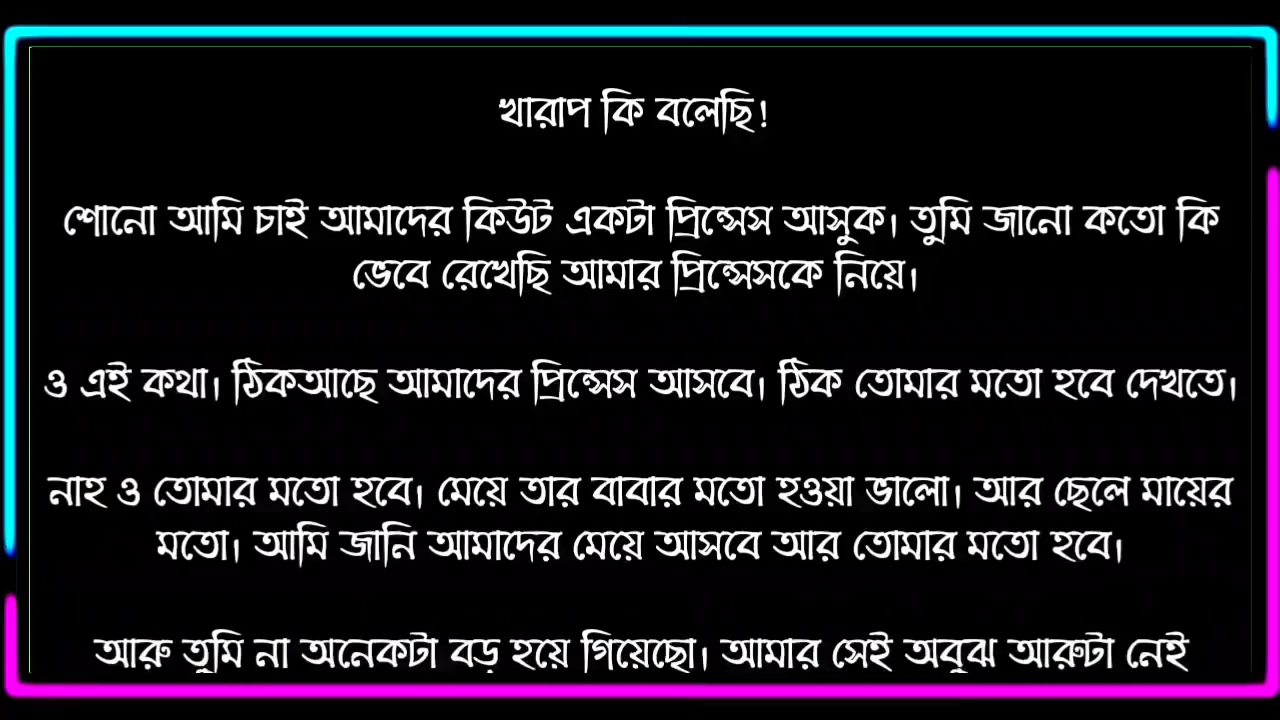 খারাপ কি বলেছি!
শোনো আমি চাই আমাদের কিউট একটা প্রিন্সেস আসুক। তুমি জানো কতো কি
ভেবে রেখেছি আমার প্রিন্সেসকে নিয়ে।
ও এই কথা। ঠিকআছে আমাদের প্রিন্সেস আসবে। ঠিক তোমার মতো হবে দেখতে।
নাহ ও তোমার মতো হবে। মেয়ে তার বাবার মতো হওয়া ভালো। আর ছেলে মায়ের
মতো। আমি জানি আমাদের মেয়ে আসবে আর তোমার মতো হবে।
আরু তুমি না অনেকটা বড় হয়ে গিয়েছো। আমার সেই অবুঝ আরুটা নেই